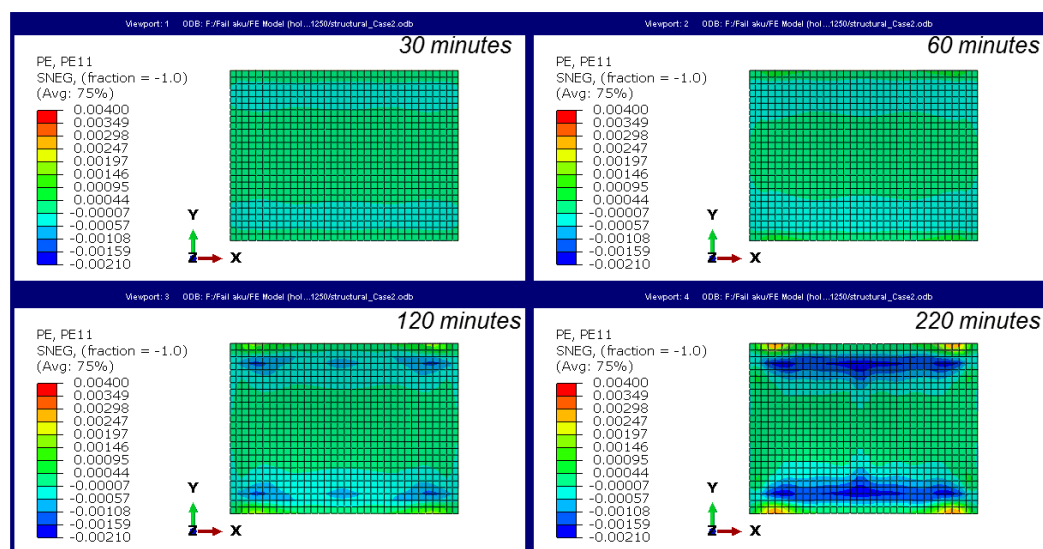 Viewport: 1    ODB: F:/Fail aku/FE Model (hol...1250/structural_Case2.odb
30 minutes
PE, PE11
SNEG, (fraction = -1.0)
(Avg: 75%)
0.00400
0.00349
0.00298
0.00247
0.00197
0.00146
0.00095
0.00044
-0.00007
-0.00057
-0.00108
-0.00159
-0.00210
Y
Z
X
Viewport: 2    ODB: F:/Fail aku/FE Model (hol...1250/structural_Case2.odb
60 minutes
PE, PE11
SNEG, (fraction = -1.0)
(Avg: 75%)
0.00400
0.00349
0.00298
0.00247
0.00197
0.00146
0.00095
0.00044
-0.00007
-0.00057
-0.00108
-0.00159
-0.00210
Y
Z
X
Viewport: 3    ODB: F:/Fail aku/FE Model (hol...1250/structural_Case2.odb
120 minutes
PE, PE11
SNEG, (fraction = -1.0)
(Avg: 75%)
0.00400
0.00349
0.00298
0.00247
0.00197
0.00146
0.00095
0.00044
-0.00007
-0.00057
-0.00108
-0.00159
-0.00210
Y
Z
X
Viewport: 4    ODB: F:/Fail aku/FE Model (hol...1250/structural_Case2.odb
220 minutes
PE, PE11
SNEG, (fraction = -1.0)
(Avg: 75%)
0.00400
0.00349
0.00298
0.00247
0.00197
0.00146
0.00095
0.00044
-0.00007
-0.00057
-0.00108
-0.00159
-0.00210
Y
Z
X